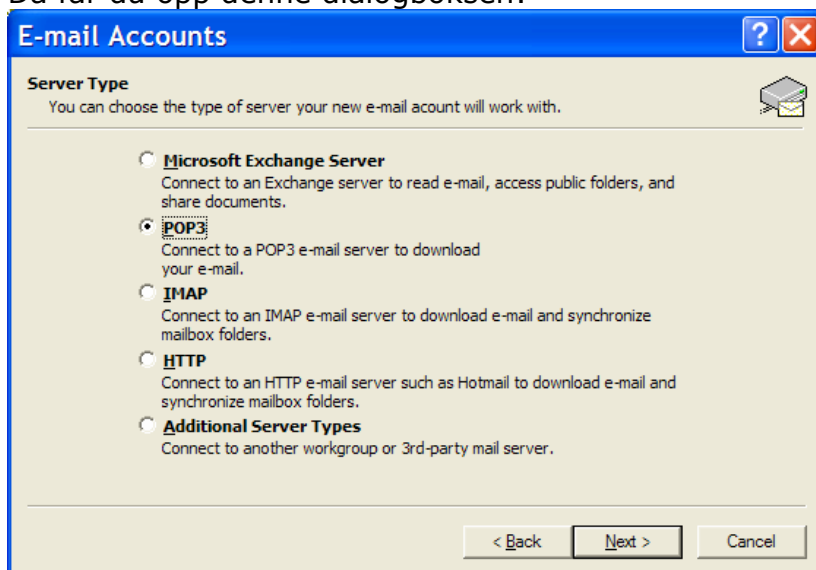 Da får du opp denne dialogboksen:
E-mail Accounts
Server Type
You can choose the type of server your new e-mail acount will work with.
Microsoft Exchange Server
Connect to an Exchange server to read e-mail, access public folders, and
share documents.
POP3
Connect to a POP3 e-mail server to download
your e-mail.
IMAP
Connect to an IMAP e-mail server to download e-mail and synchronize
mailbox folders.
HTTP
Connect to an HTTP e-mail server such as Hotmail to download e-mail and
synchronize mailbox folders.
Additional Server Types
Connect to another workgroup or 3rd-party mail server.
< Back Next > Cancel